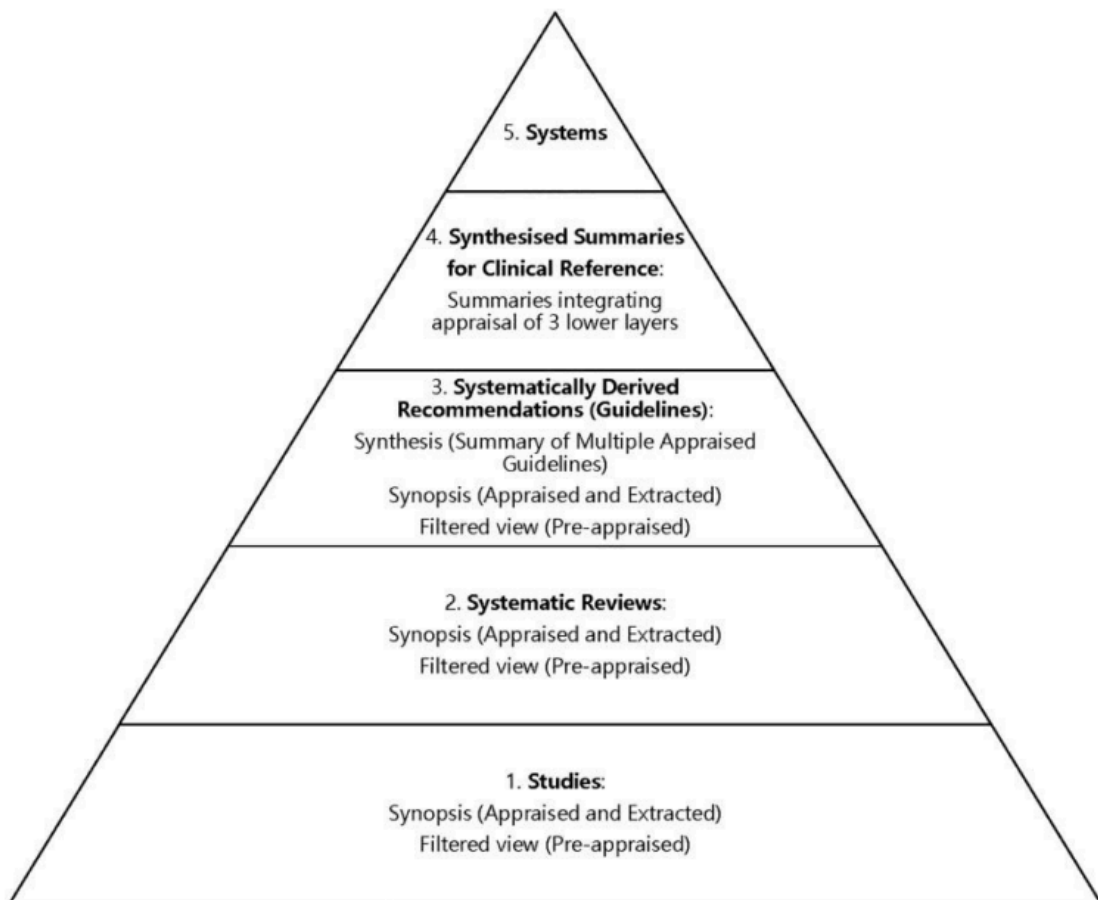 5. Systems
4. Synthesised Summaries
for Clinical Reference:
Summaries integrating
appraisal of 3 lower layers
3. Systematically Derived
Recommendations (Guidelines):
Synthesis (Summary of Multiple Appraised
Guidelines)
Synopsis (Appraised and Extracted)
Filtered view (Pre-appraised)
2. Systematic Reviews:
Synopsis (Appraised and Extracted)
Filtered view (Pre-appraised)
1. Studies:
Synopsis (Appraised and Extracted)
Filtered view (Pre-appraised)